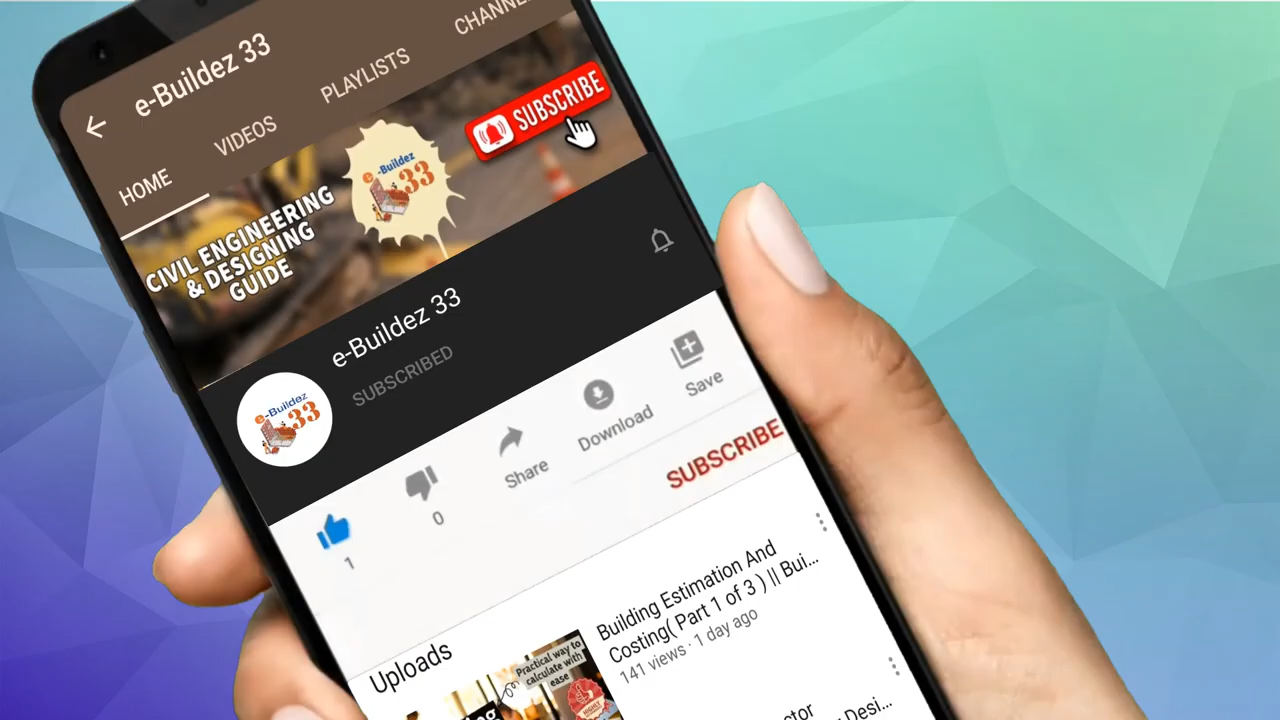 e-Buildez 33
HOME
VIDEOS
PLAYLISTS
CIVIL ENGINEERING
& DESIGNING
GUIDE
e-Buildez
33
SUBSCRIBE
e-Buildez 33
SUBSCRIBED
e-Buildez
33
1
0
Share
Download
Save
SUBSCRIBE
Uploads
Practical way to
calculate with
ease
Building Estimation And
Costing( Part 1 of 3 ) || Bui...
141 views · 1 day ago